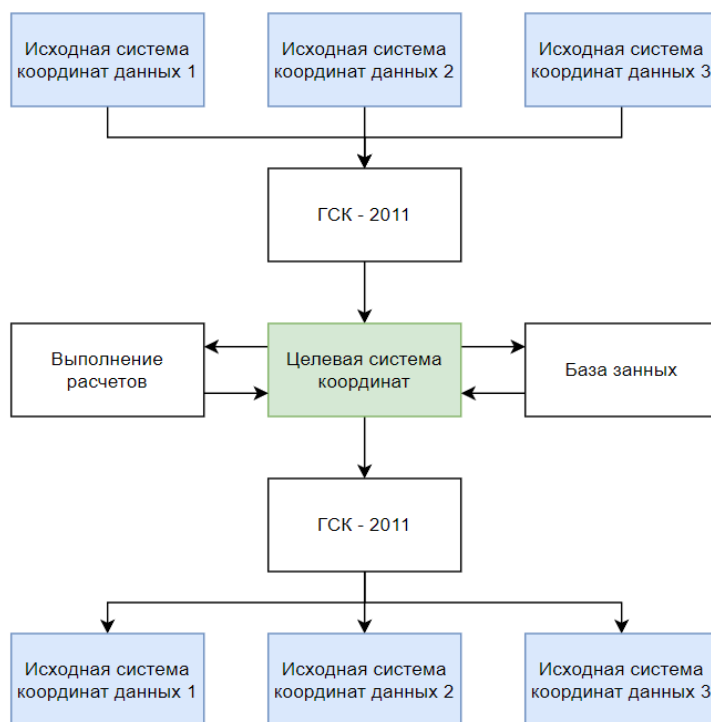 Исходная система
координат данных 1
Исходная система
координат данных 2
Исходная система
координат данных 3
ГСК - 2011
Выполнение
расчетов
Целевая система
координат
База занных
ГСК - 2011
Исходная система
координат данных 1
Исходная система
координат данных 2
Исходная система
координат данных 3